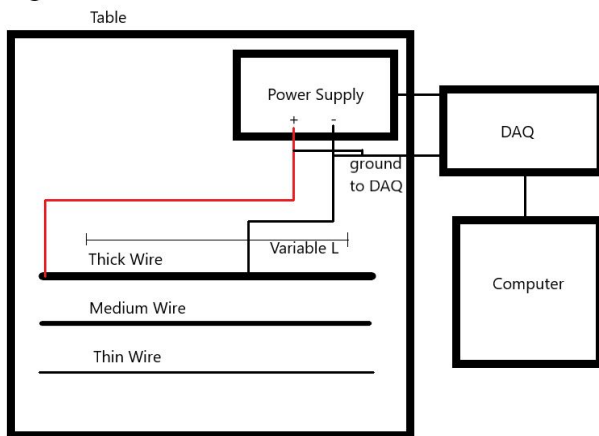 Table
Power Supply
+ -
DAQ
ground
to DAQ
Variable L
Thick Wire
Computer
Medium Wire
Thin Wire